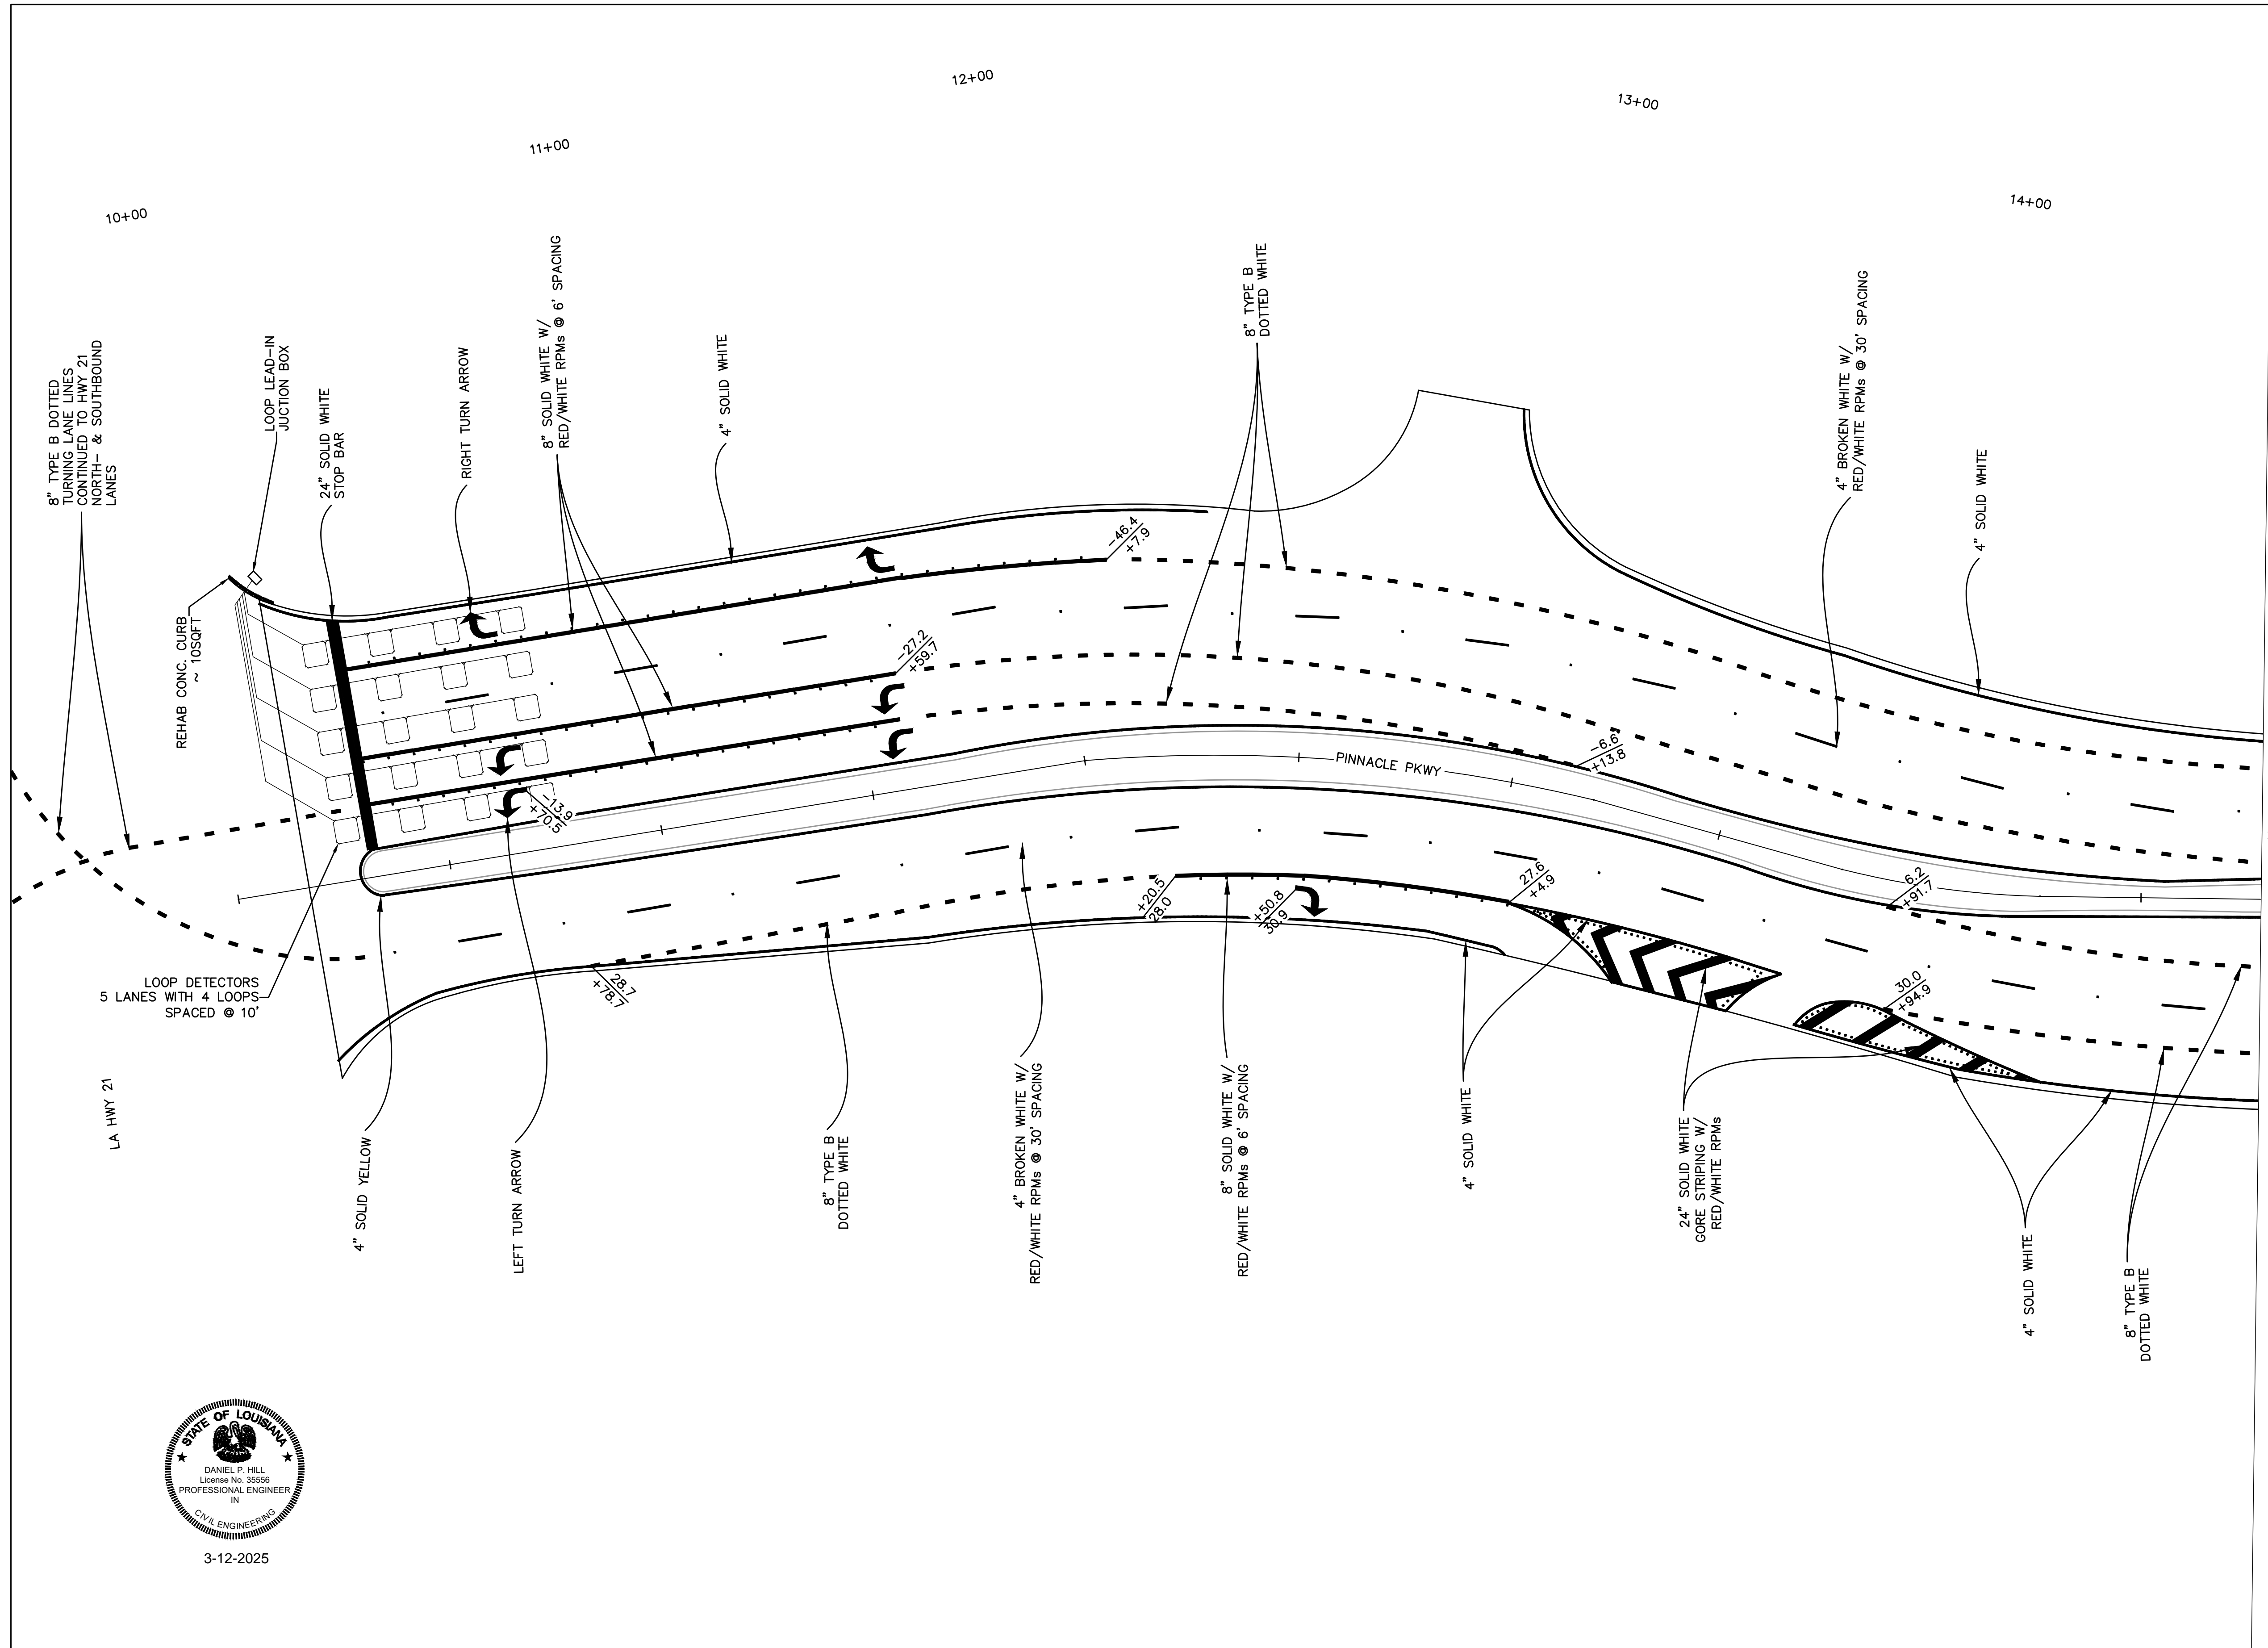 10+00
11+00
12+00
13+00
14+00
8" TYPE B DOTTED
TURNING LANE LINES
CONTINUED TO HWY 21
NORTH- & SOUTHBOUND
LANES
LOOP LEAD-IN
JUCTION BOX
24" SOLID WHITE
STOP BAR
RIGHT TURN ARROW
8" SOLID WHITE W/
RED/WHITE RPMs @ 6' SPACING
4" SOLID WHITE
8" TYPE B
DOTTED WHITE
4" BROKEN WHITE W/
RED/WHITE RPMs @ 30' SPACING
4" SOLID WHITE
REHAB CONC. CURB
~ 10SQFT
-46.4
+7.9
-27.2
+59.7
-13.9
+70.5
PINNACLE PKWY
-6.6
+13.8
6.2
+91.7
27.6
+4.9
+20.5
28.0
+50.8
30.9
28.7
+78.7
30.0
+94.9
LOOP DETECTORS
5 LANES WITH 4 LOOPS
SPACED @ 10'
LA HWY 21
4" SOLID YELLOW
LEFT TURN ARROW
8" TYPE B
DOTTED WHITE
4" BROKEN WHITE W/
RED/WHITE RPMs @ 30' SPACING
8" SOLID WHITE W/
RED/WHITE RPMs @ 6' SPACING
4" SOLID WHITE
24" SOLID WHITE
GORE STRIPING W/
RED/WHITE RPMs
4" SOLID WHITE
8" TYPE B
DOTTED WHITE
STATE OF LOUISIANA
DANIEL P. HILL
License No. 35556
PROFESSIONAL ENGINEER
IN
CIVIL ENGINEERING
3-12-2025